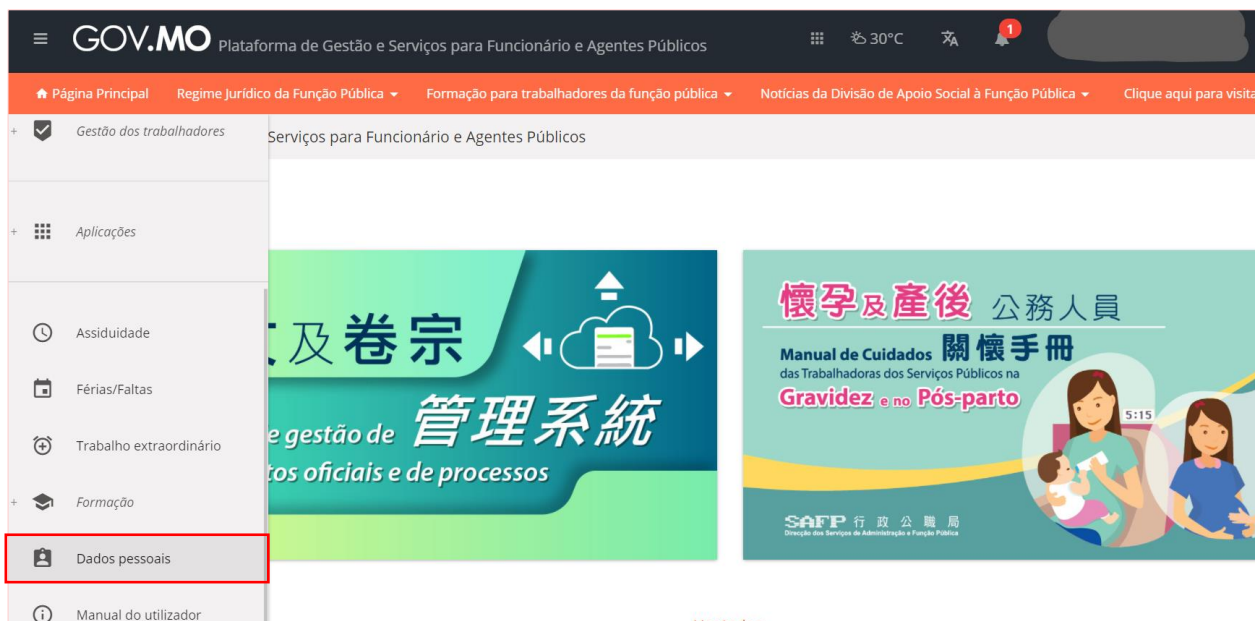 GOV.MO Plataforma de Gestão e Serviços para Funcionário e Agentes Públicos
30°C
1
Página Principal Regime Jurídico da Função Pública Formação para trabalhadores da função pública Notícias da Divisão de Apoio Social à Função Pública Clique aqui para visita
+ Gestão dos trabalhadores
Serviços para Funcionário e Agentes Públicos
+ Aplicações
Assiduidade
Férias/Faltas
Trabalho extraordinário
+ Formação
Dados pessoais
Manual do utilizador
及卷宗
e gestão de 管理系統
tos oficiais e de processos
懷孕及產後 公務人員
Manual de Cuidados 關懷手冊
das Trabalhadoras dos Serviços Públicos na
Gravidez e no Pós-parto
5:15
SAFP 行政公職局
Direcção dos Serviços de Administração e Função Pública